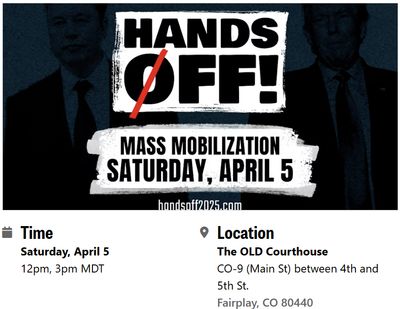 HANDS
OFF!
MASS MOBILIZATION
SATURDAY, APRIL 5
handsoff2025.com
Time
Saturday, April 5
12pm, 3pm MDT
Location
The OLD Courthouse
CO-9 (Main St) between 4th and
5th St.
Fairplay, CO 80440